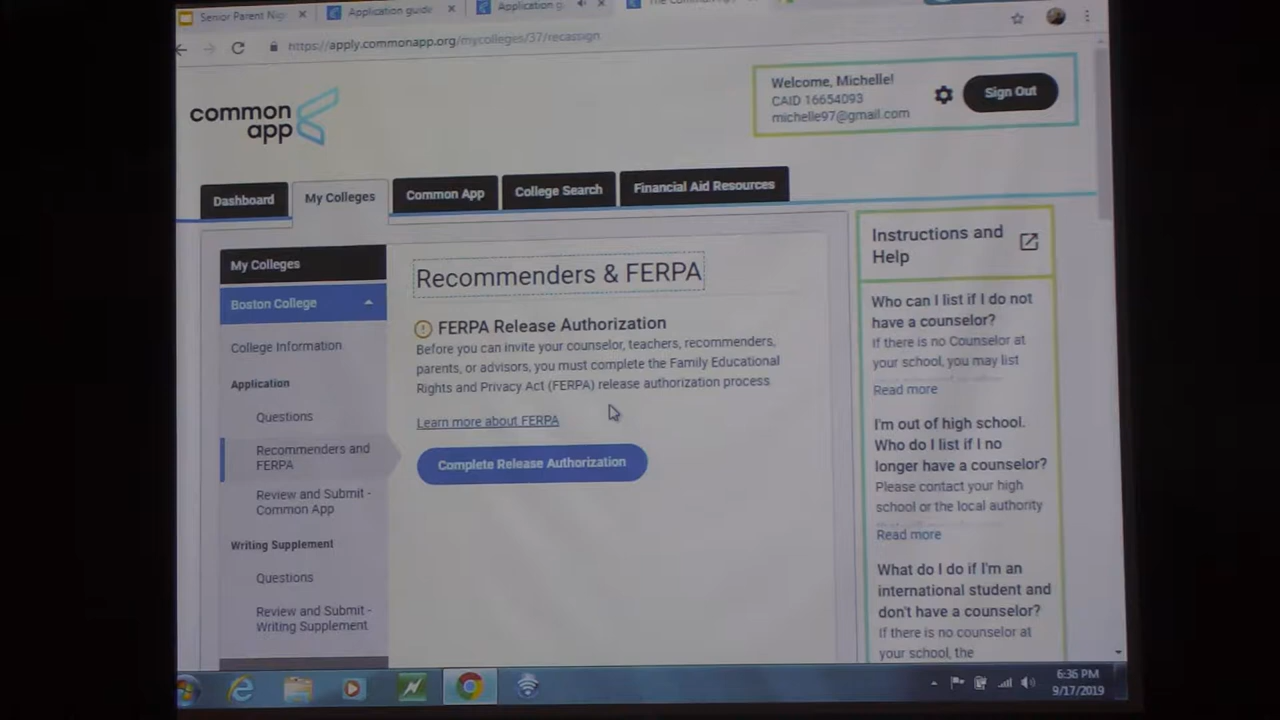 Senior Parent Nig
Application guide
Application g
https://apply.commonapp.org/mycolleges/37/recassign
common
app
Welcome, Michelle!
CAID 16654093
michelle97@gmail.com
Sign Out
Dashboard
My Colleges
Common App
College Search
Financial Aid Resources
My Colleges
Boston College
College Information
Application
Questions
Recommenders and
FERPA
Review and Submit -
Common App
Writing Supplement
Questions
Review and Submit -
Writing Supplement
Recommenders & FERPA
FERPA Release Authorization
Before you can invite your counselor, teachers, recommenders,
parents, or advisors, you must complete the Family Educational
Rights and Privacy Act (FERPA) release authorization process
Learn more about FERPA
Complete Release Authorization
Instructions and
Help
Who can I list if I do not
have a counselor?
If there is no Counselor at
your school, you may list
Read more
I'm out of high school.
Who do I list if I no
longer have a counselor?
Please contact your high
school or the local authority
Read more
What do I do if I'm an
international student and
don't have a counselor?
If there is no counselor at
your school, the
6:36 PM
9/17/2019